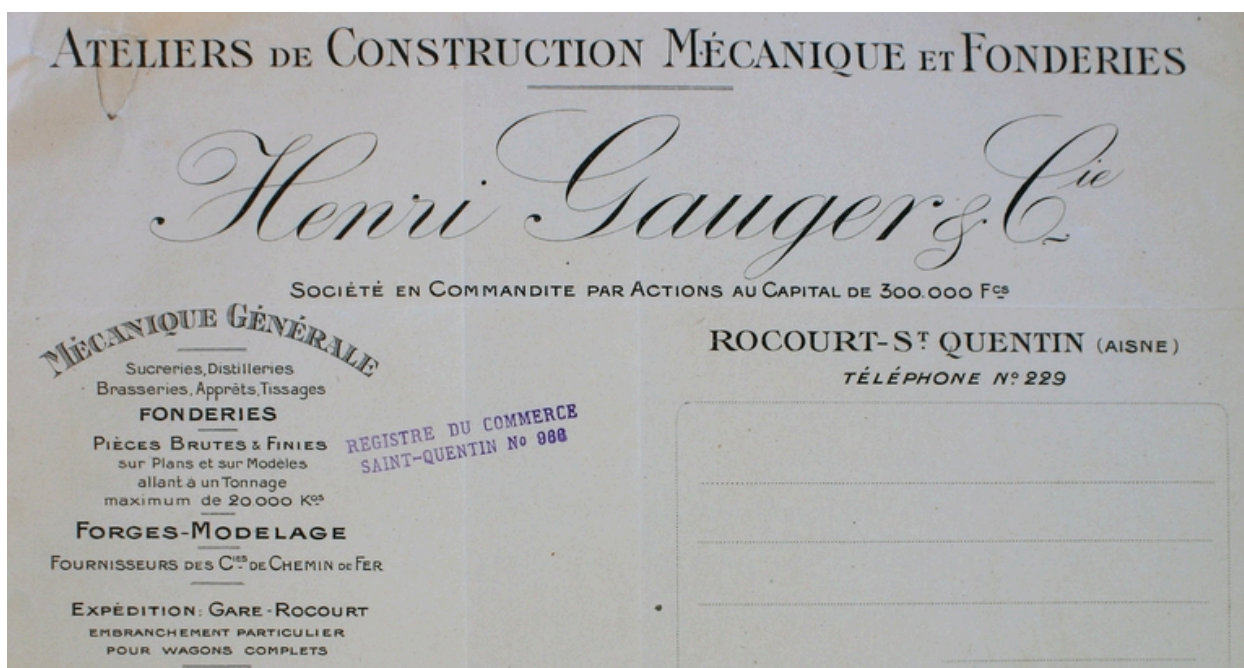 ATELIERS DE CONSTRUCTION MÉCANIQUE ET FONDERIES
Henri Gauger & Cie
SOCIÉTÉ EN COMMANDITE PAR ACTIONS AU CAPITAL DE 300.000 Fcs
MÉCANIQUE GÉNÉRALE
Sucreries, Distilleries
Brasseries, Apprêts, Tissages
FONDERIES
PIÈCES BRUTES & FINIES
sur Plans et sur Modèles
allant à un Tonnage
maximum de 20.000 Kos
FORGES-MODELAGE
FOURNISSEURS DES Cies DE CHEMIN DE FER
EXPÉDITION: GARE-ROCOURT
EMBRANCHEMENT PARTICULIER
POUR WAGONS COMPLETS
REGISTRE DU COMMERCE
SAINT-QUENTIN No 988
ROCOURT-ST QUENTIN (AISNE)
TÉLÉPHONE No 229